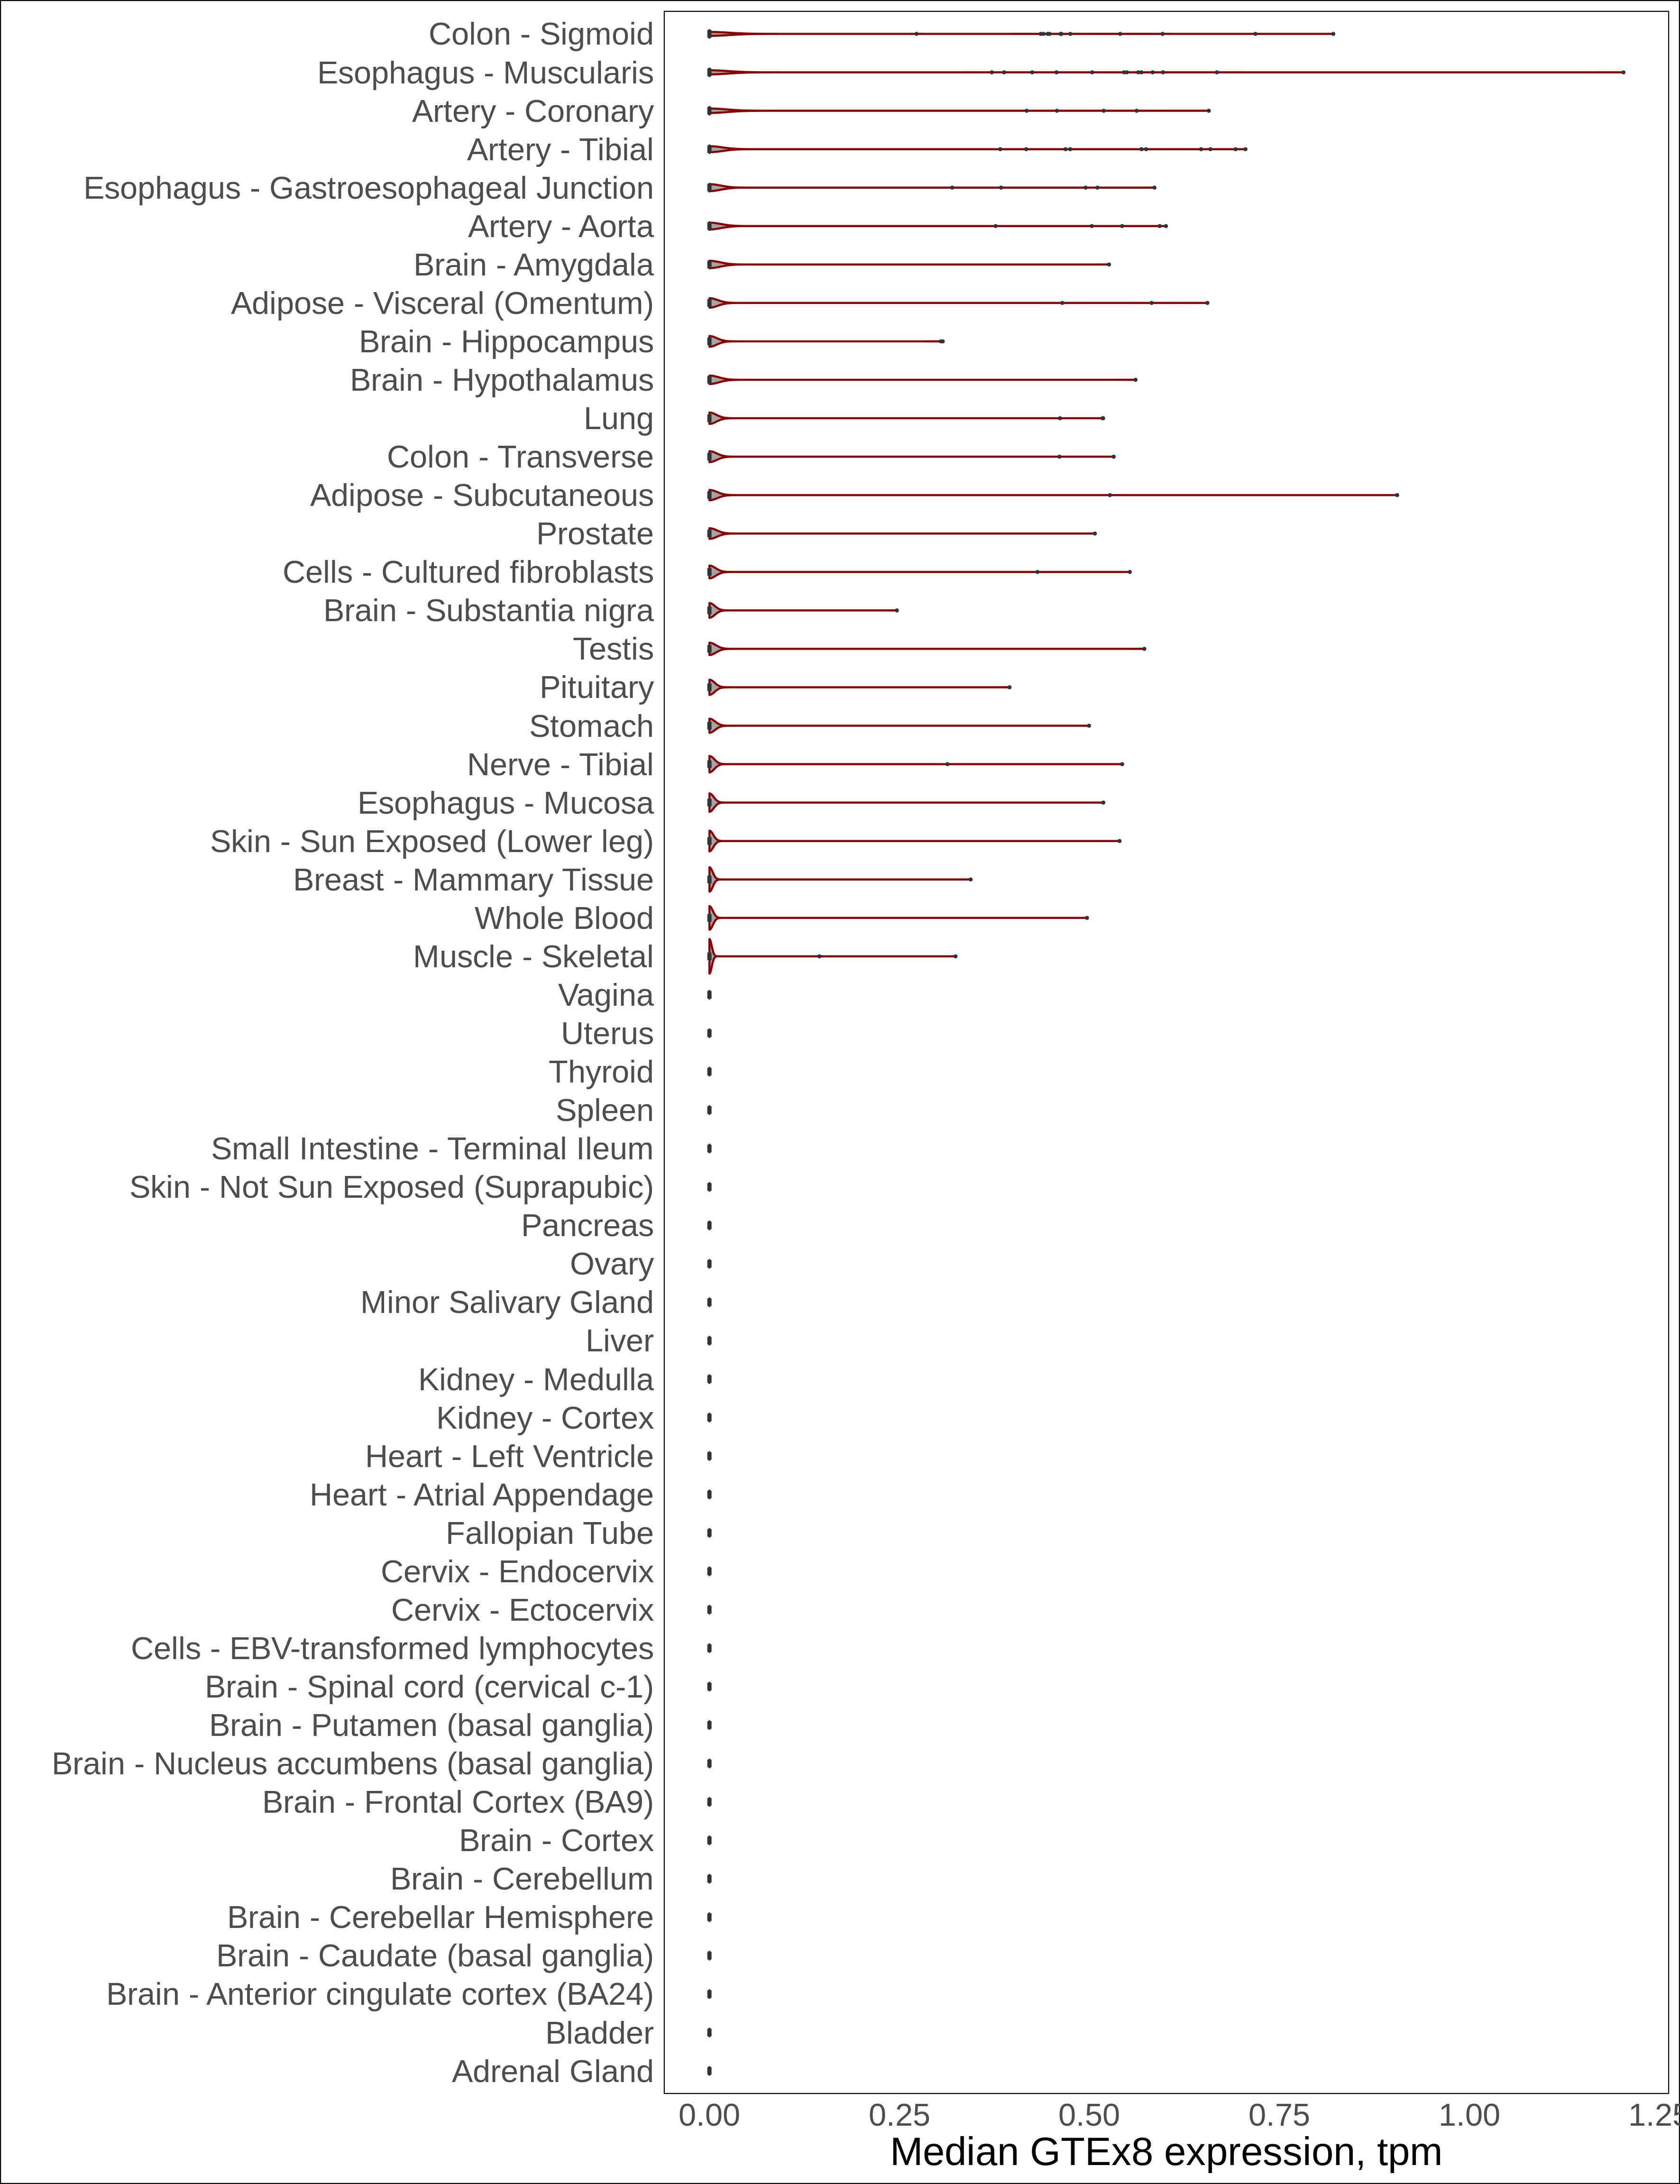 Colon - Sigmoid
Esophagus - Muscularis
Artery - Coronary
Artery - Tibial
Esophagus - Gastroesophageal Junction
Artery - Aorta
Brain - Amygdala
Adipose - Visceral (Omentum)
Brain - Hippocampus
Brain - Hypothalamus
Lung
Colon - Transverse
Adipose - Subcutaneous
Prostate
Cells - Cultured fibroblasts
Brain - Substantia nigra
Testis
Pituitary
Stomach
Nerve - Tibial
Esophagus - Mucosa
Skin - Sun Exposed (Lower leg)
Breast - Mammary Tissue
Whole Blood
Muscle - Skeletal
Vagina
Uterus
Thyroid
Spleen
Small Intestine - Terminal Ileum
Skin - Not Sun Exposed (Suprapubic)
Pancreas
Ovary
Minor Salivary Gland
Liver
Kidney - Medulla
Kidney - Cortex
Heart - Left Ventricle
Heart - Atrial Appendage
Fallopian Tube
Cervix - Endocervix
Cervix - Ectocervix
Cells - EBV-transformed lymphocytes
Brain - Spinal cord (cervical c-1)
Brain - Putamen (basal ganglia)
Brain - Nucleus accumbens (basal ganglia)
Brain - Frontal Cortex (BA9)
Brain - Cortex
Brain - Cerebellum
Brain - Cerebellar Hemisphere
Brain - Caudate (basal ganglia)
Brain - Anterior cingulate cortex (BA24)
Bladder
Adrenal Gland
0.00 0.25 0.50 0.75 1.00 1.25
Median GTEx8 expression, tpm